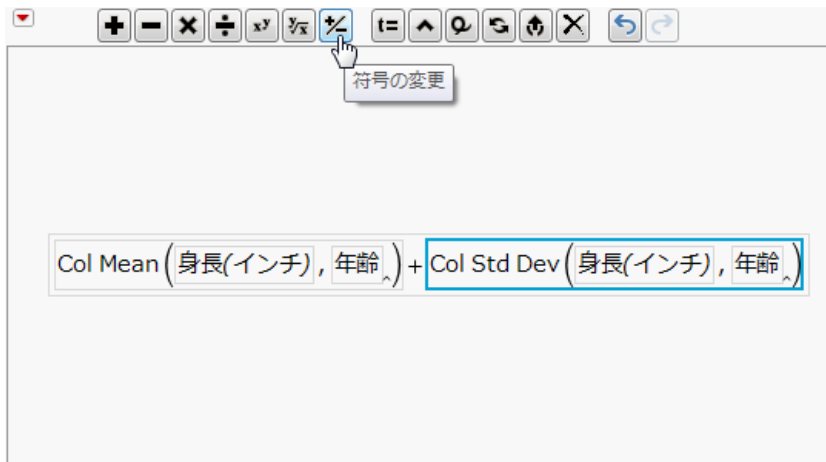 + − × ÷ xʸ ʸ√x +/− t= ^
符号の変更
Col Mean(身長(インチ), 年齢^)+Col Std Dev(身長(インチ), 年齢^)